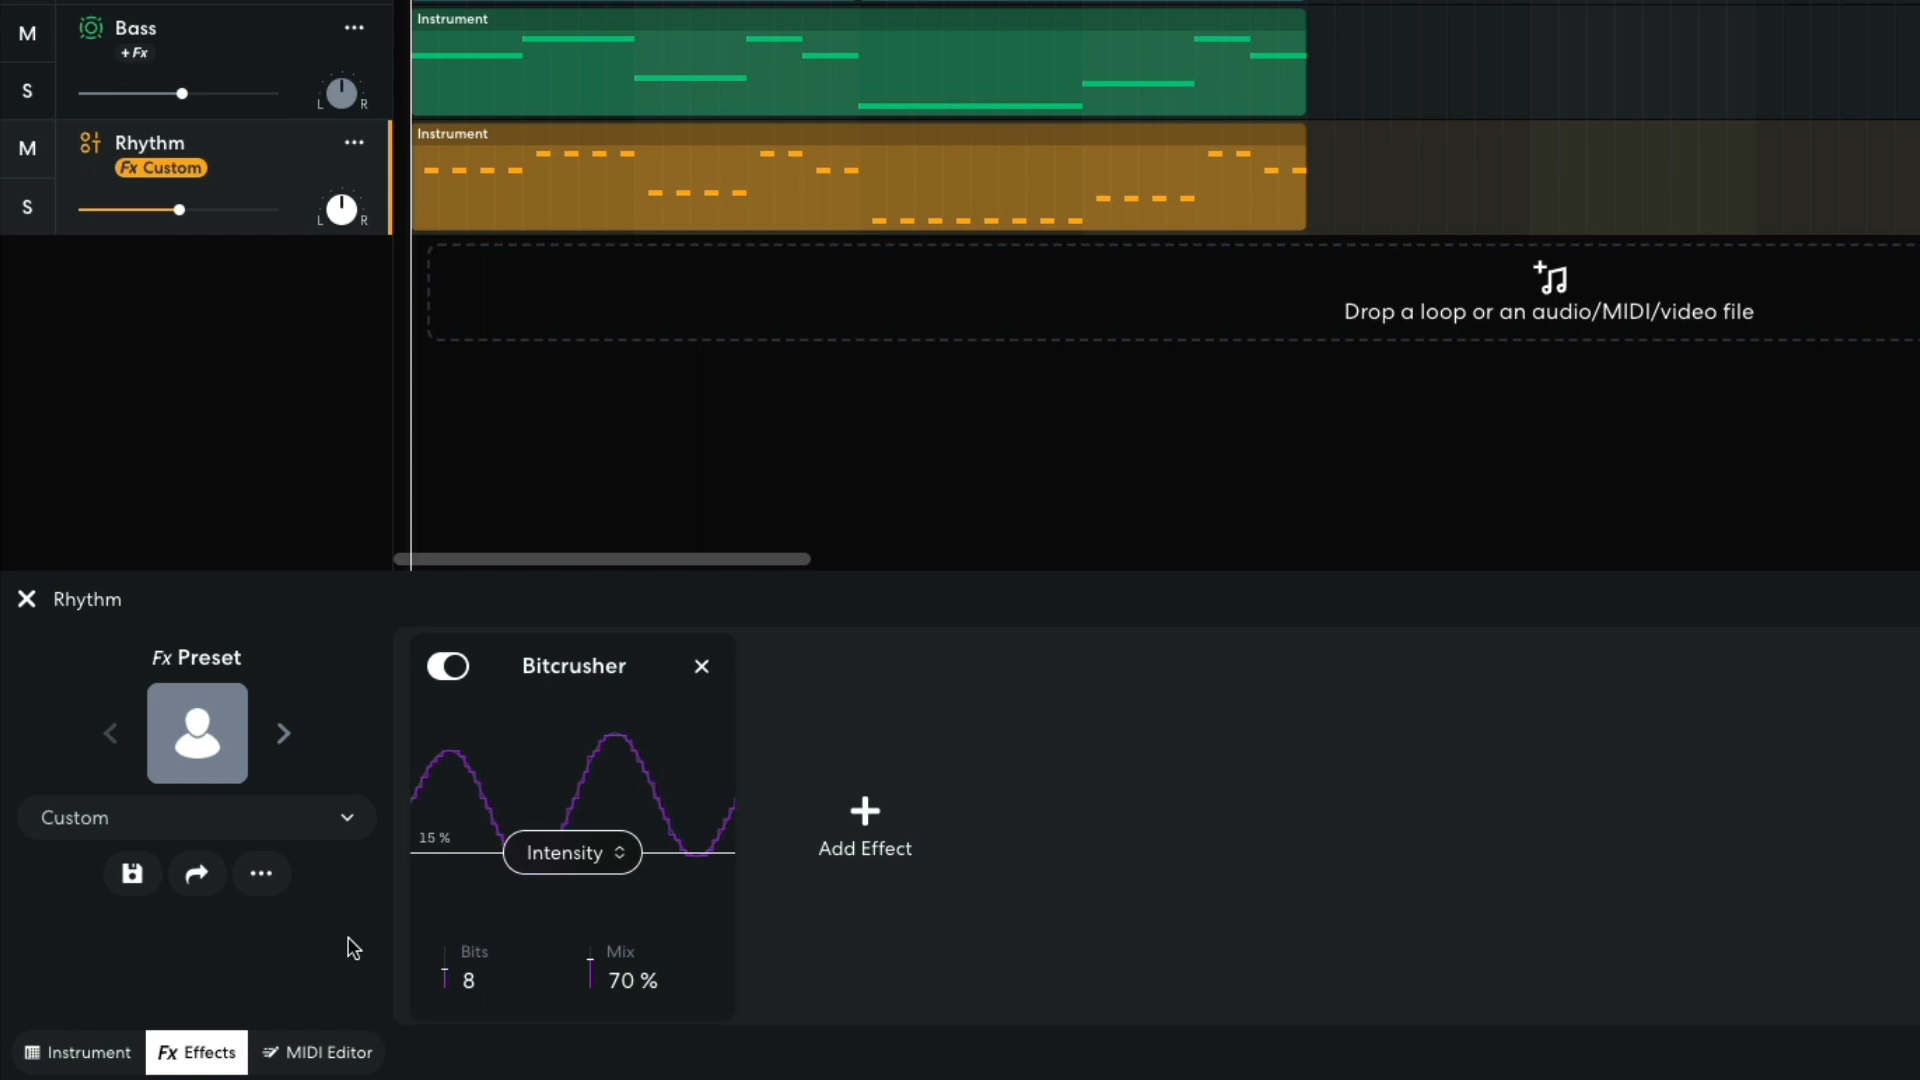 M
Bass
+ Fx
S
L
R
Instrument
M
Rhythm
Fx Custom
S
L
R
Instrument
Drop a loop or an audio/MIDI/video file
Rhythm
Fx Preset
Custom
Bitcrusher
15 %
Intensity
Bits
8
Mix
70 %
Add Effect
Instrument
Fx Effects
MIDI Editor